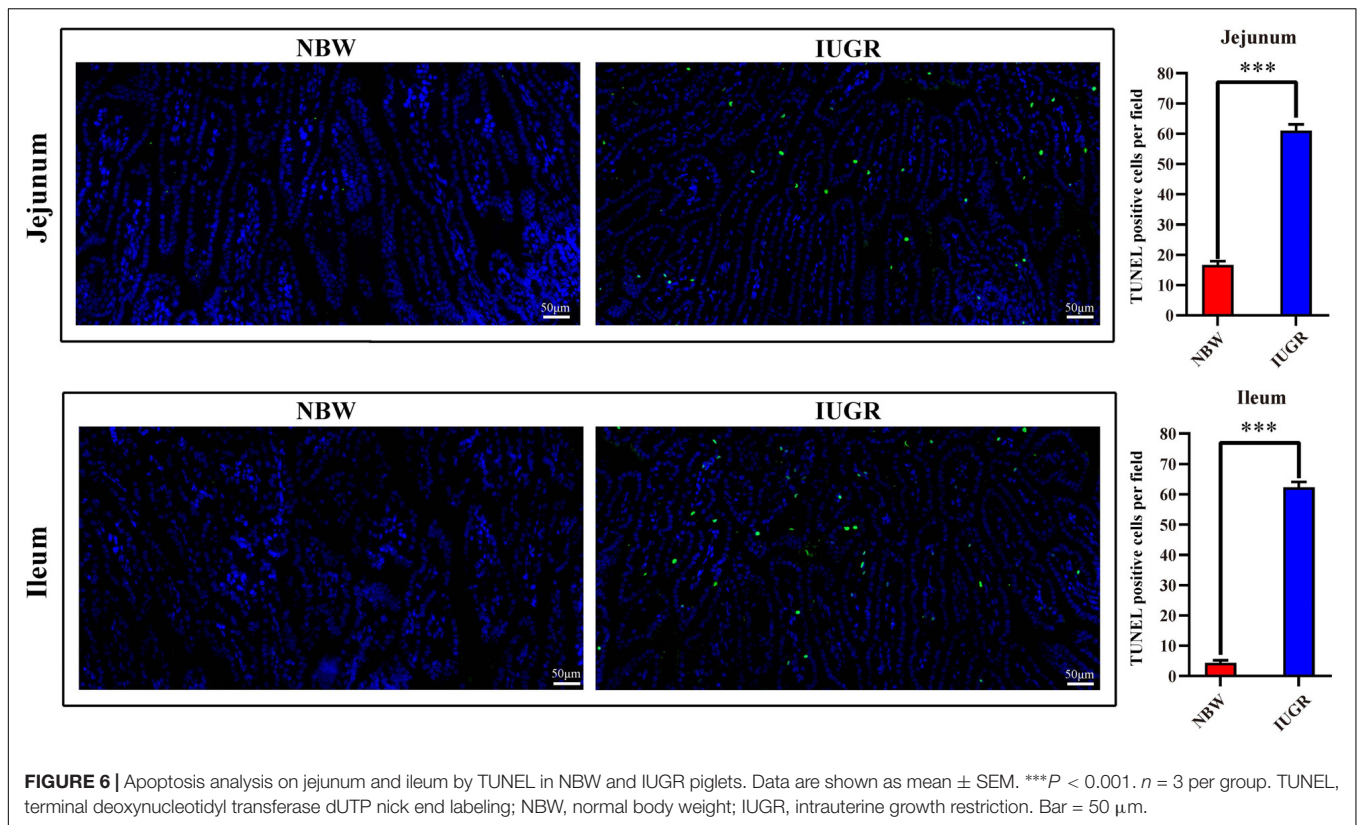 NBW
IUGR
Jejunum
50μm
50μm
Jejunum
***
TUNEL positive cells per field
80
70
60
50
40
30
20
10
0
NBW
IUGR
NBW
IUGR
Ileum
50μm
50μm
Ileum
***
TUNEL positive cells per field
80
70
60
50
40
30
20
10
0
NBW
IUGR
FIGURE 6 | Apoptosis analysis on jejunum and ileum by TUNEL in NBW and IUGR piglets. Data are shown as mean ± SEM. ***P < 0.001. n = 3 per group. TUNEL,
terminal deoxynucleotidyl transferase dUTP nick end labeling; NBW, normal body weight; IUGR, intrauterine growth restriction. Bar = 50 μm.